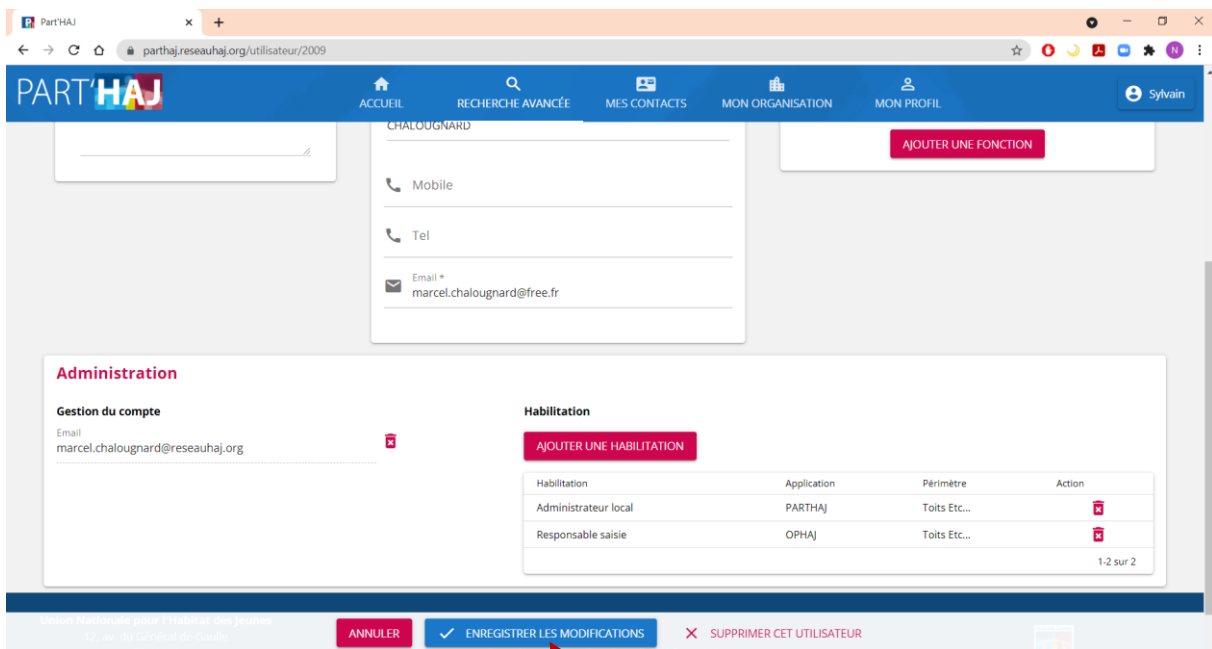 Part'HAJ
parthaj.reseauhaj.org/utilisateur/2009
N
PART'HAJ
ACCUEIL
RECHERCHE AVANCÉE
MES CONTACTS
MON ORGANISATION
MON PROFIL
Sylvain
CHALOUGNARD
AJOUTER UNE FONCTION
Mobile
Tel
Email *
marcel.chalougnard@free.fr
Administration
Gestion du compte
Email
marcel.chalougnard@reseauhaj.org
Habilitation
AJOUTER UNE HABILITATION
Habilitation Application Périmètre Action
Administrateur local PARTHAJ Toits Etc...
Responsable saisie OPHAJ Toits Etc...
1-2 sur 2
Union Nationale pour l'Habitat des Jeunes
12, av. du Général de Gaulle
ANNULER
ENREGISTRER LES MODIFICATIONS
SUPPRIMER CET UTILISATEUR